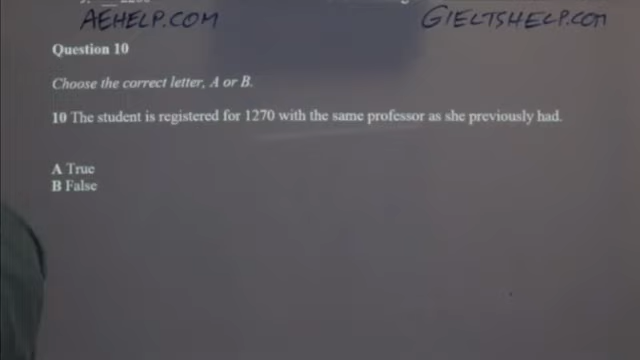 AEHELP.COM
GIELTSHELP.COM
Question 10
Choose the correct letter, A or B.
10 The student is registered for 1270 with the same professor as she previously had.
A True
B False